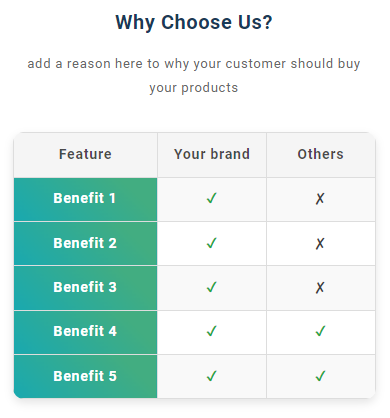 Why Choose Us?
add a reason here to why your customer should buy
your products
Feature Your brand Others
Benefit 1 ✓ ✗
Benefit 2 ✓ ✗
Benefit 3 ✓ ✗
Benefit 4 ✓ ✓
Benefit 5 ✓ ✓